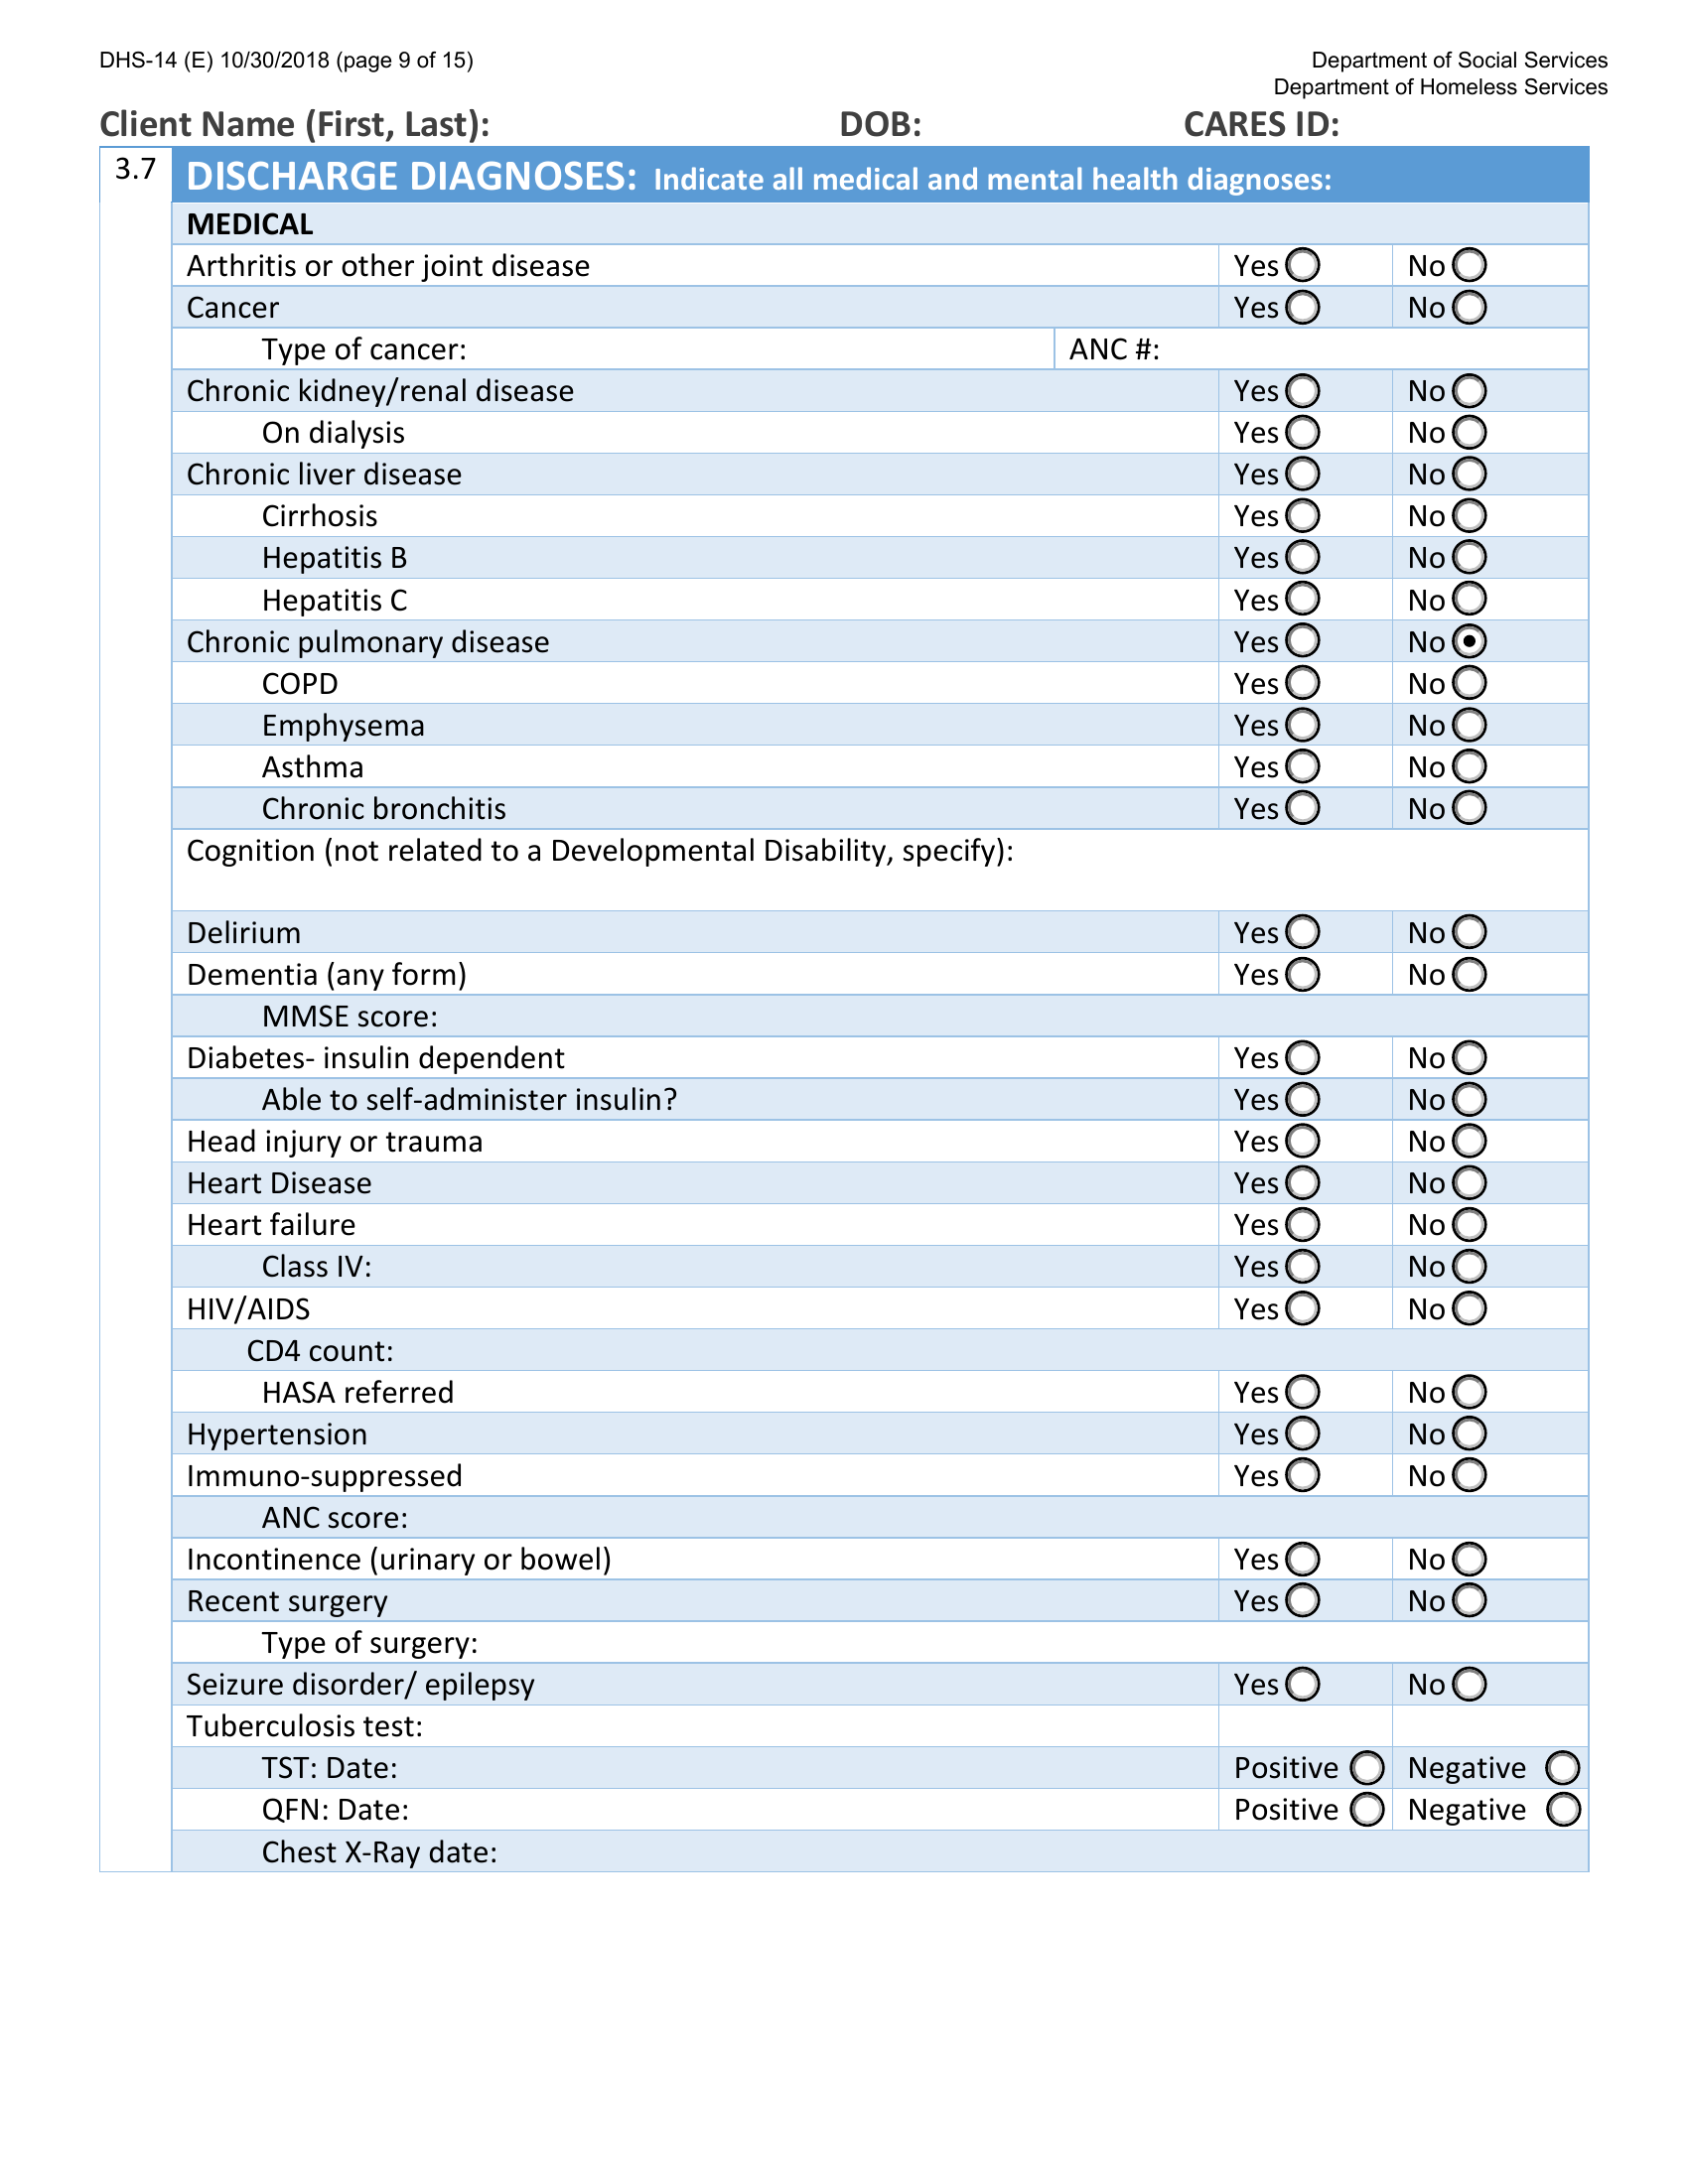 DHS-14 (E) 10/30/2018 (page 9 of 15)
Department of Social Services
Department of Homeless Services
Client Name (First, Last): DOB: CARES ID:
3.7 DISCHARGE DIAGNOSES: Indicate all medical and mental health diagnoses:
MEDICAL
Arthritis or other joint disease Yes No
Cancer Yes No
Type of cancer: ANC #:
Chronic kidney/renal disease Yes No
On dialysis Yes No
Chronic liver disease Yes No
Cirrhosis Yes No
Hepatitis B Yes No
Hepatitis C Yes No
Chronic pulmonary disease Yes No
COPD Yes No
Emphysema Yes No
Asthma Yes No
Chronic bronchitis Yes No
Cognition (not related to a Developmental Disability, specify):
Delirium Yes No
Dementia (any form) Yes No
MMSE score:
Diabetes- insulin dependent Yes No
Able to self-administer insulin? Yes No
Head injury or trauma Yes No
Heart Disease Yes No
Heart failure Yes No
Class IV: Yes No
HIV/AIDS Yes No
CD4 count:
HASA referred Yes No
Hypertension Yes No
Immuno-suppressed Yes No
ANC score:
Incontinence (urinary or bowel) Yes No
Recent surgery Yes No
Type of surgery:
Seizure disorder/ epilepsy Yes No
Tuberculosis test:
TST: Date: Positive Negative
QFN: Date: Positive Negative
Chest X-Ray date: